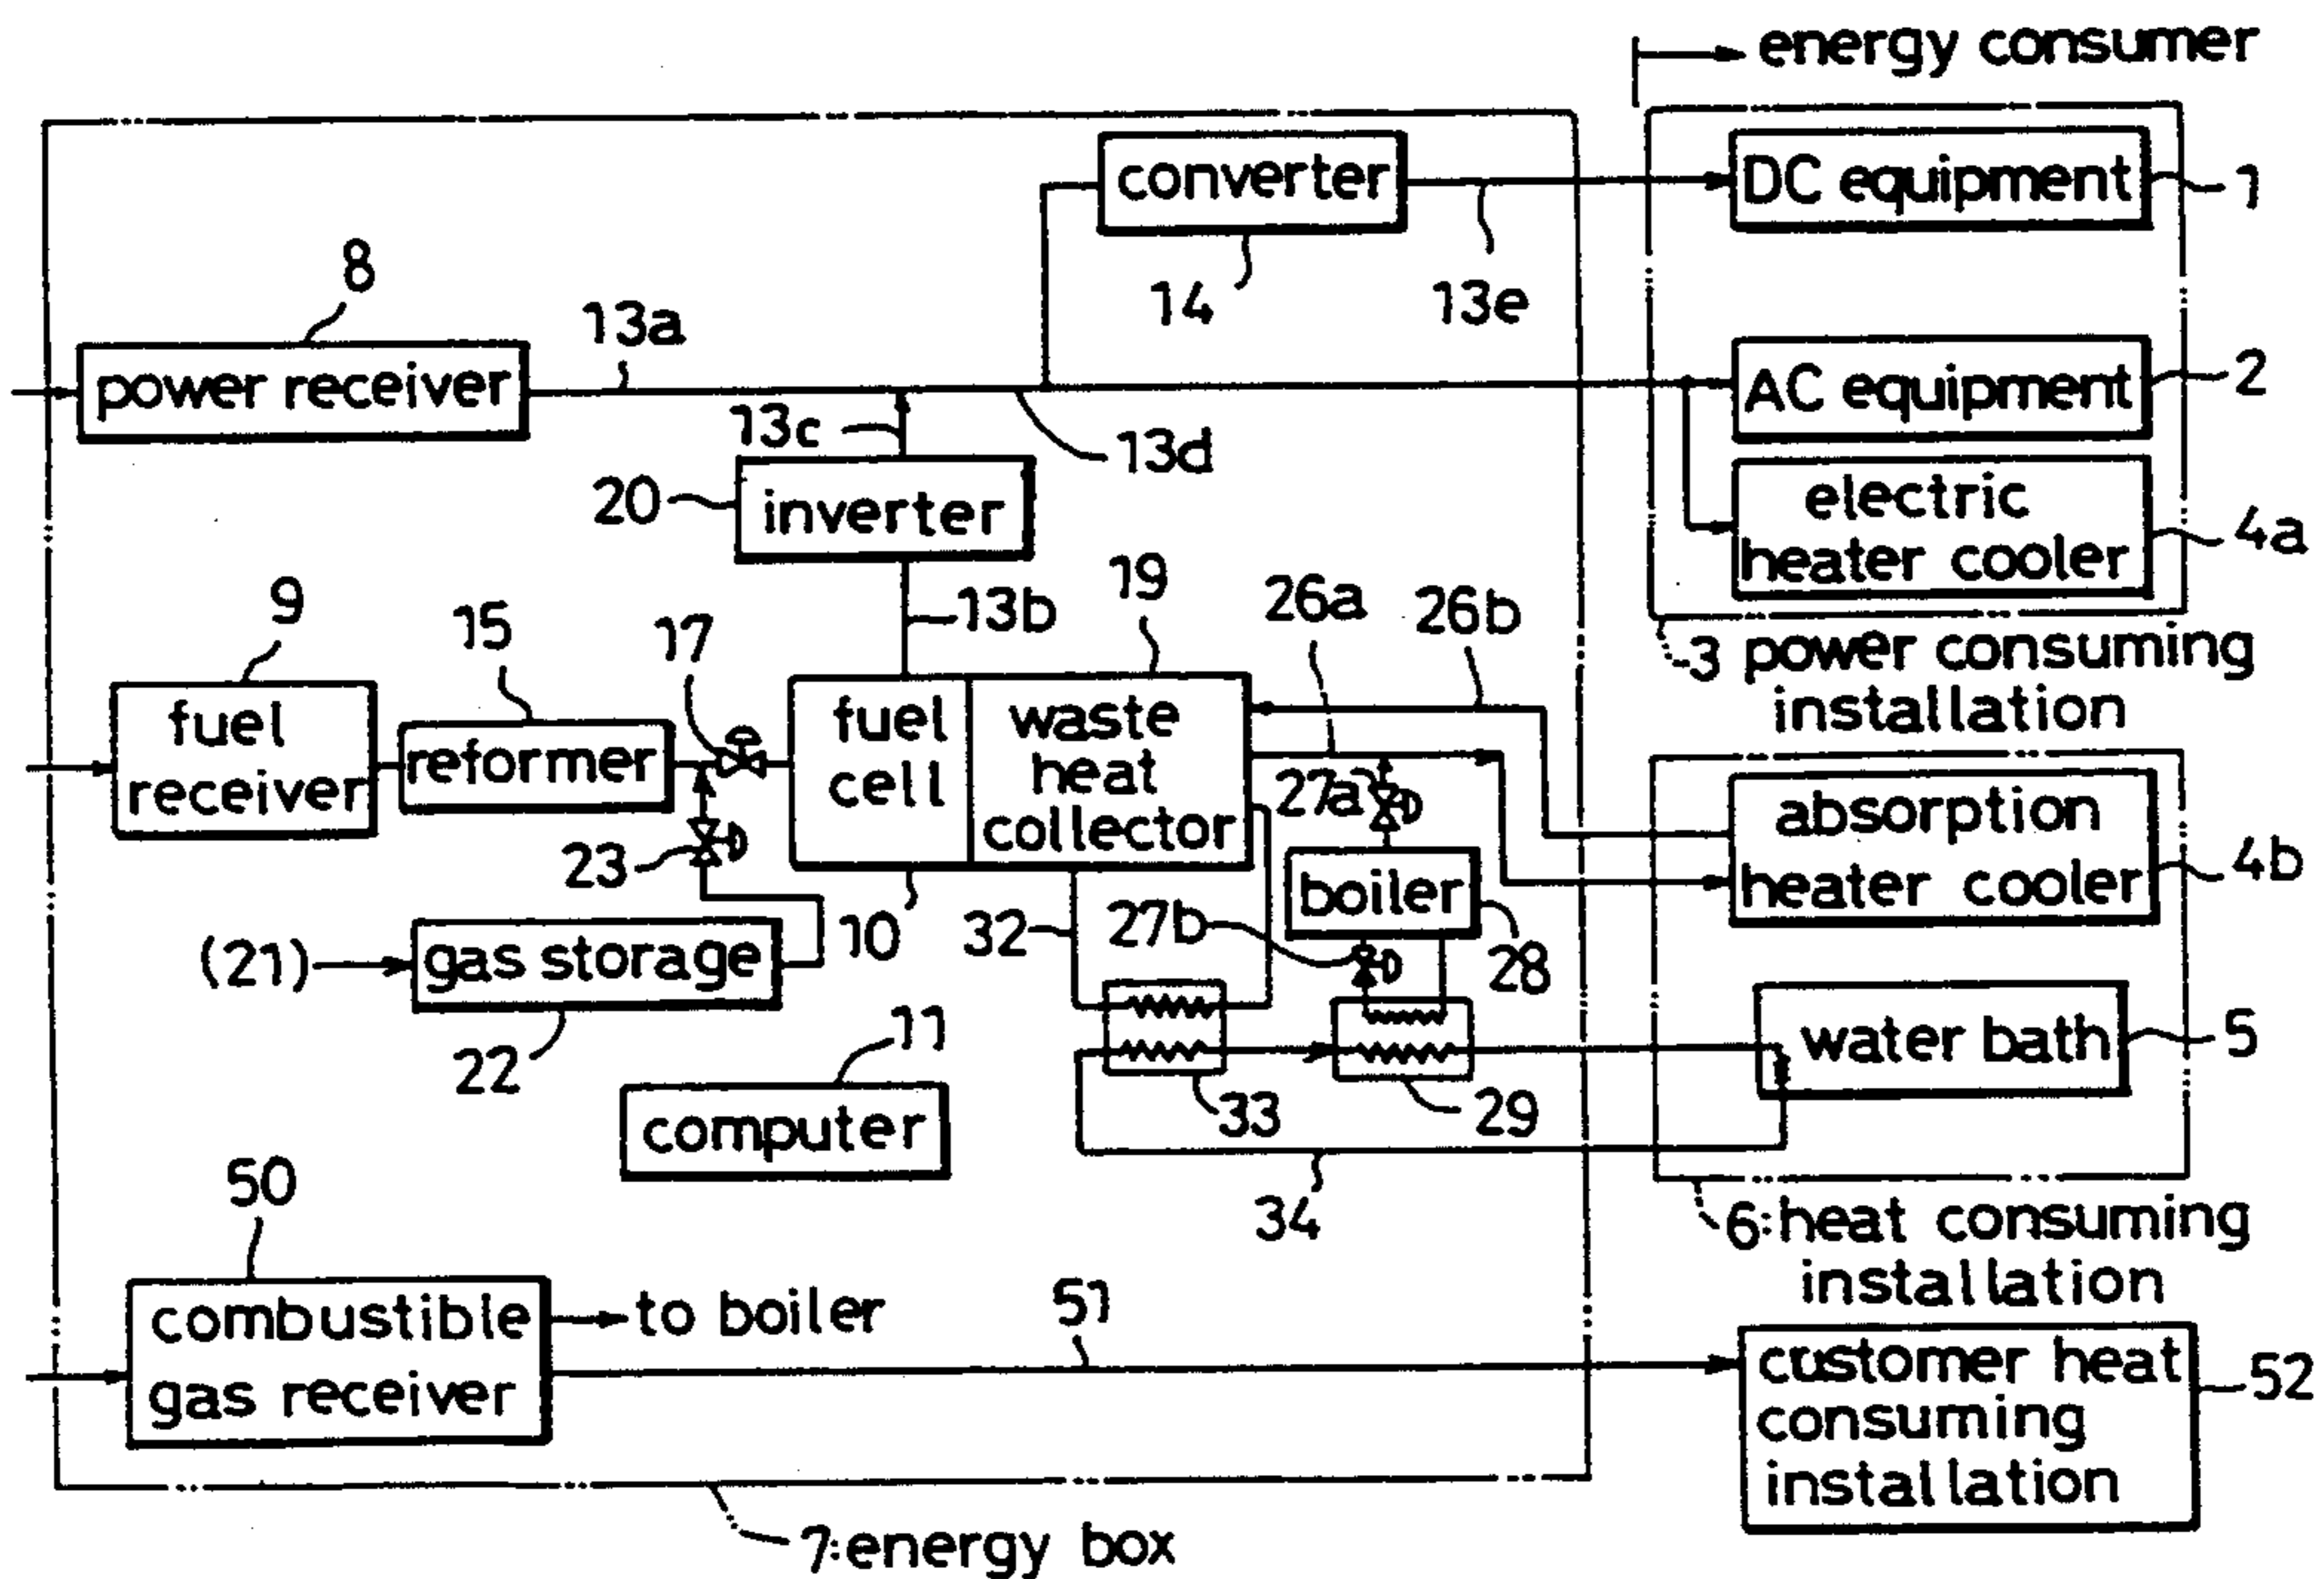 energy consumer
converter
DC equipment
1
14
13e
8
13a
power receiver
AC equipment
2
13c
13d
20
inverter
electric
heater cooler
4a
13b
19
26a
26b
3 power consuming
installation
9
15
17
fuel
receiver
reformer
fuel
cell
waste
heat
collector
27a
absorption
heater cooler
4b
23
boiler
28
10
32
27b
(21)
gas storage
22
11
computer
33
29
water bath
5
34
6:heat consuming
installation
50
combustible
gas receiver
to boiler
51
customer heat
consuming
installation
52
7:energy box